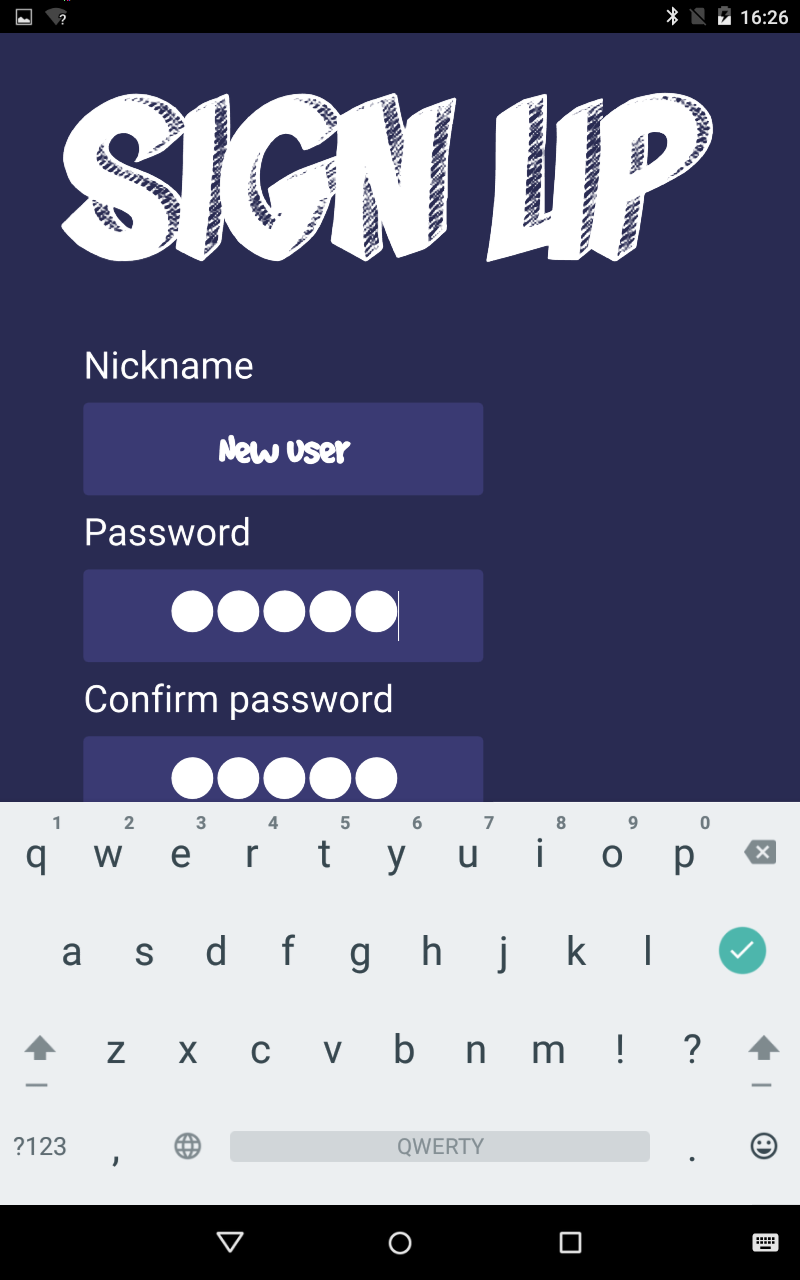 16:26
SIGN UP
Nickname
New User
Password
Confirm password
1 2 3 4 5 6 7 8 9 0
q w e r t y u i o p
a s d f g h j k l
z x c v b n m ! ?
?123 , QWERTY .